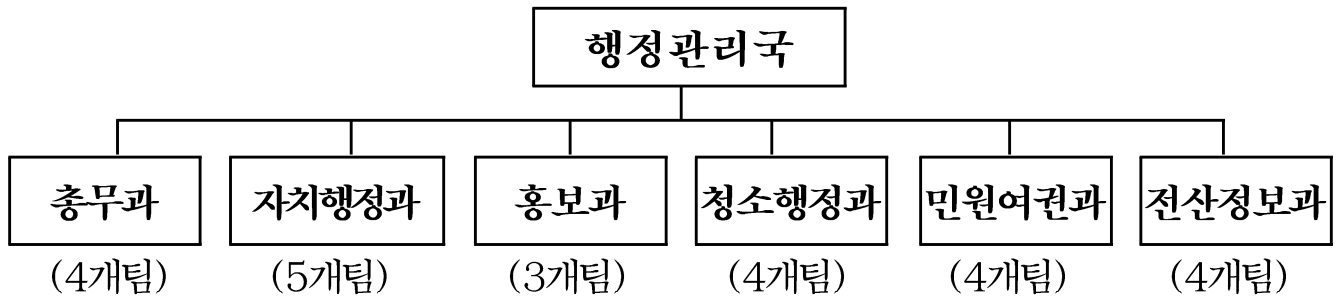 행정관리국
총무과 자치행정과 홍보과 청소행정과 민원여권과 전산정보과
(4개팀) (5개팀) (3개팀) (4개팀) (4개팀) (4개팀)